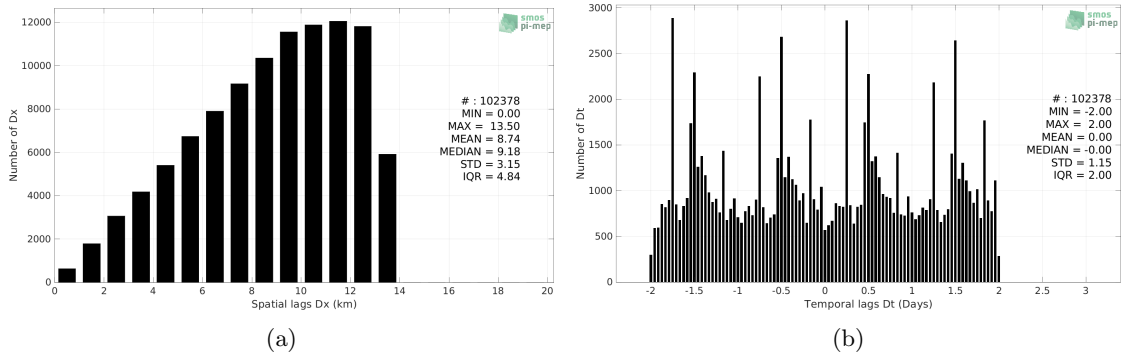 smos
pi-mep
12000
10000
8000
6000
4000
2000
0
Number of Dx
# : 102378
MIN = 0.00
MAX = 13.50
MEAN = 8.74
MEDIAN = 9.18
STD = 3.15
IQR = 4.84
0 2 4 6 8 10 12 14 16 18 20
Spatial lags Dx (km)
(a)
smos
pi-mep
3000
2500
2000
1500
1000
500
0
Number of Dt
# : 102378
MIN = -2.00
MAX = 2.00
MEAN = 0.00
MEDIAN = -0.00
STD = 1.15
IQR = 2.00
-2 -1.5 -1 -0.5 0 0.5 1 1.5 2 2.5 3
Temporal lags Dt (Days)
(b)